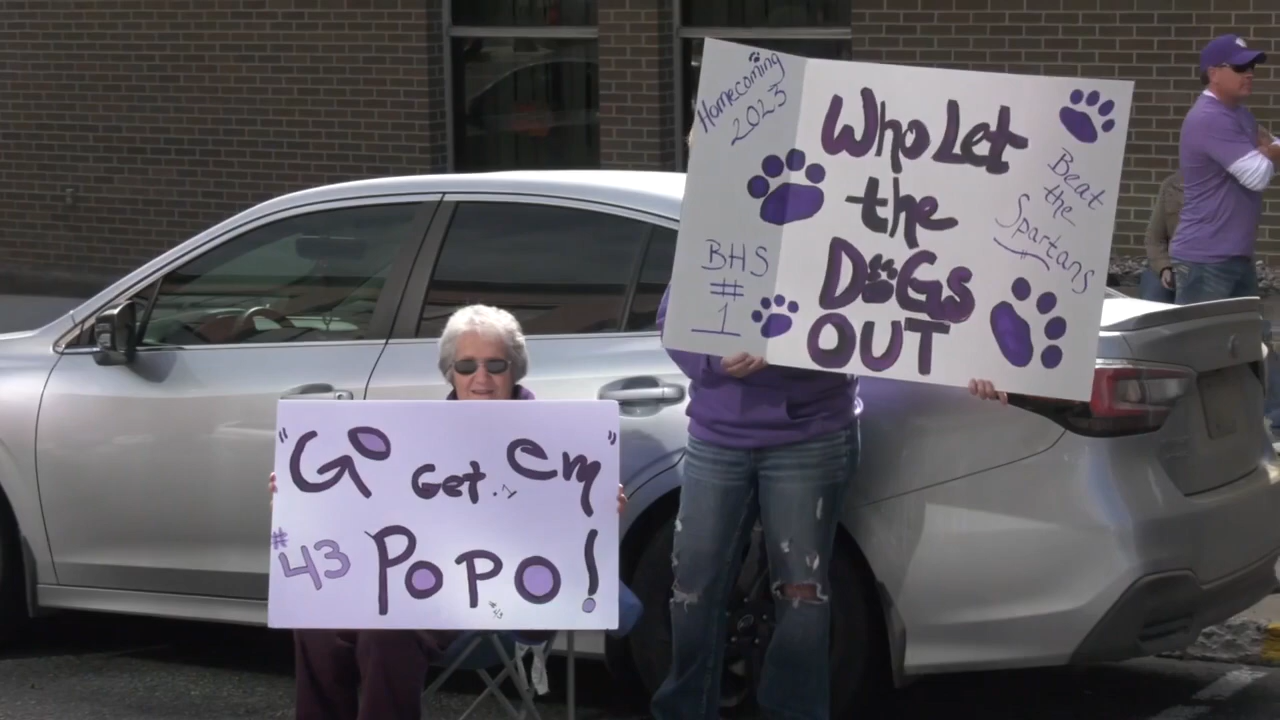 "Go Get Em"
#43 Popo!
Homecoming
2023
BHS
#
1
Who Let
the
DOGS
OUT
Beat
the
Spartans